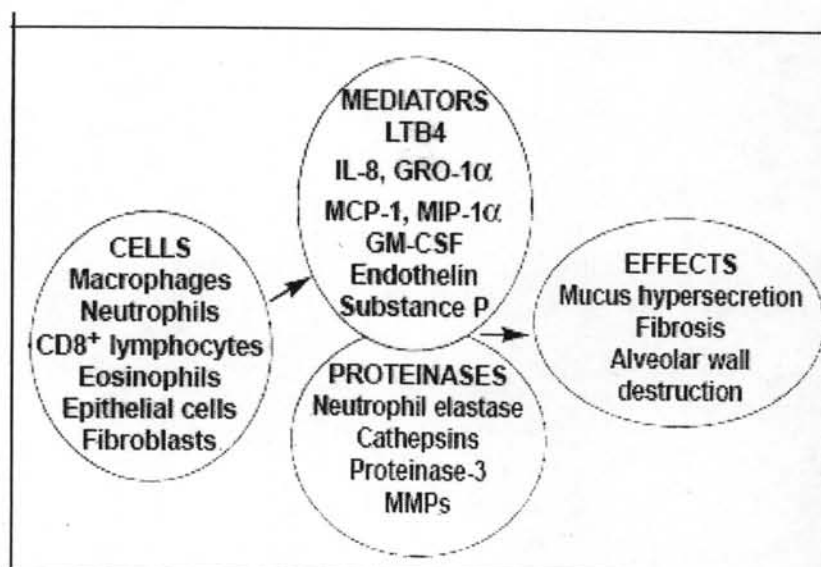 CELLS
Macrophages
Neutrophils
CD8⁺ lymphocytes
Eosinophils
Epithelial cells
Fibroblasts
MEDIATORS
LTB4
IL-8, GRO-1α
MCP-1, MIP-1α
GM-CSF
Endothelin
Substance P
PROTEINASES
Neutrophil elastase
Cathepsins
Proteinase-3
MMPs
EFFECTS
Mucus hypersecretion
Fibrosis
Alveolar wall
destruction